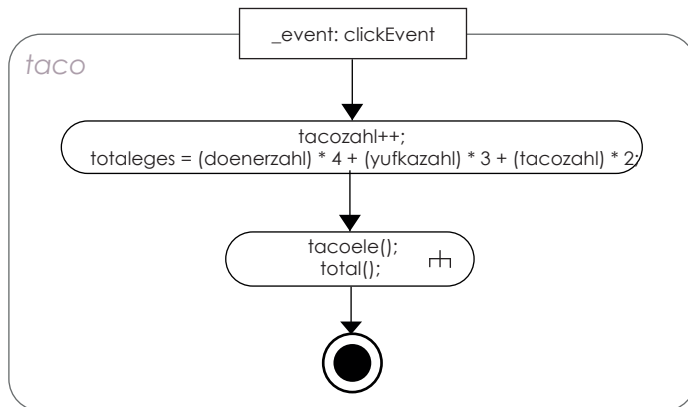 _event: clickEvent
taco
tacozahl++;
totaleges = (doenerzahl) * 4 + (yufkazahl) * 3 + (tacozahl) * 2;
tacoele();
total();